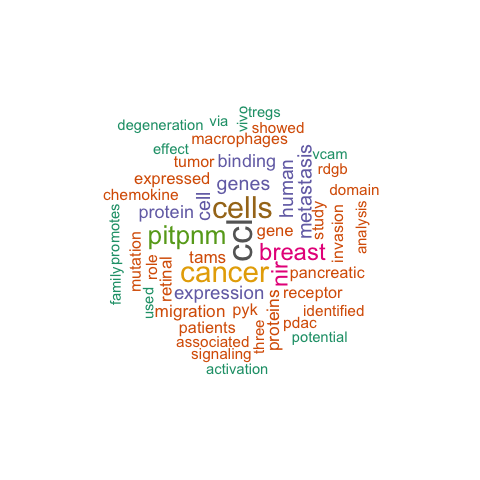 tregs
vivo
degeneration
via
showed
macrophages
effect
vcam
tumor
binding
rdgb
human
metastasis
expressed
genes
domain
chemokine
cell
cells
study
protein
ccl
gene
invasion
analysis
promotes
pitpnm
breast
mutation
tams
role
retinal
cancer
nir
pancreatic
family
used
expression
receptor
migration
pyk
proteins
identified
patients
pdac
three
associated
potential
signaling
activation